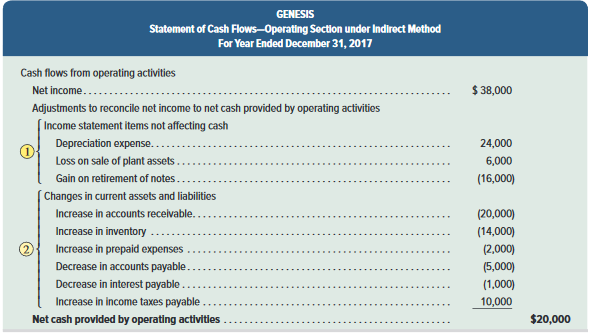 GENESIS
Statement of Cash Flows—Operating Section under Indirect Method
For Year Ended December 31, 2017
Cash flows from operating activities
Net income . . . . . . . . . . $ 38,000
Adjustments to reconcile net income to net cash provided by operating activities
Income statement items not affecting cash
1
Depreciation expense. . . . . . . . . . 24,000
Loss on sale of plant assets . . . . . . . . . . 6,000
Gain on retirement of notes . . . . . . . . . . (16,000)
Changes in current assets and liabilities
Increase in accounts receivable. . . . . . . . . . (20,000)
Increase in inventory . . . . . . . . . . (14,000)
2
Increase in prepaid expenses . . . . . . . . . . (2,000)
Decrease in accounts payable . . . . . . . . . . (5,000)
Decrease in interest payable . . . . . . . . . . (1,000)
Increase in income taxes payable . . . . . . . . . . 10,000
Net cash provided by operating activities . . . . . . . . . . $20,000